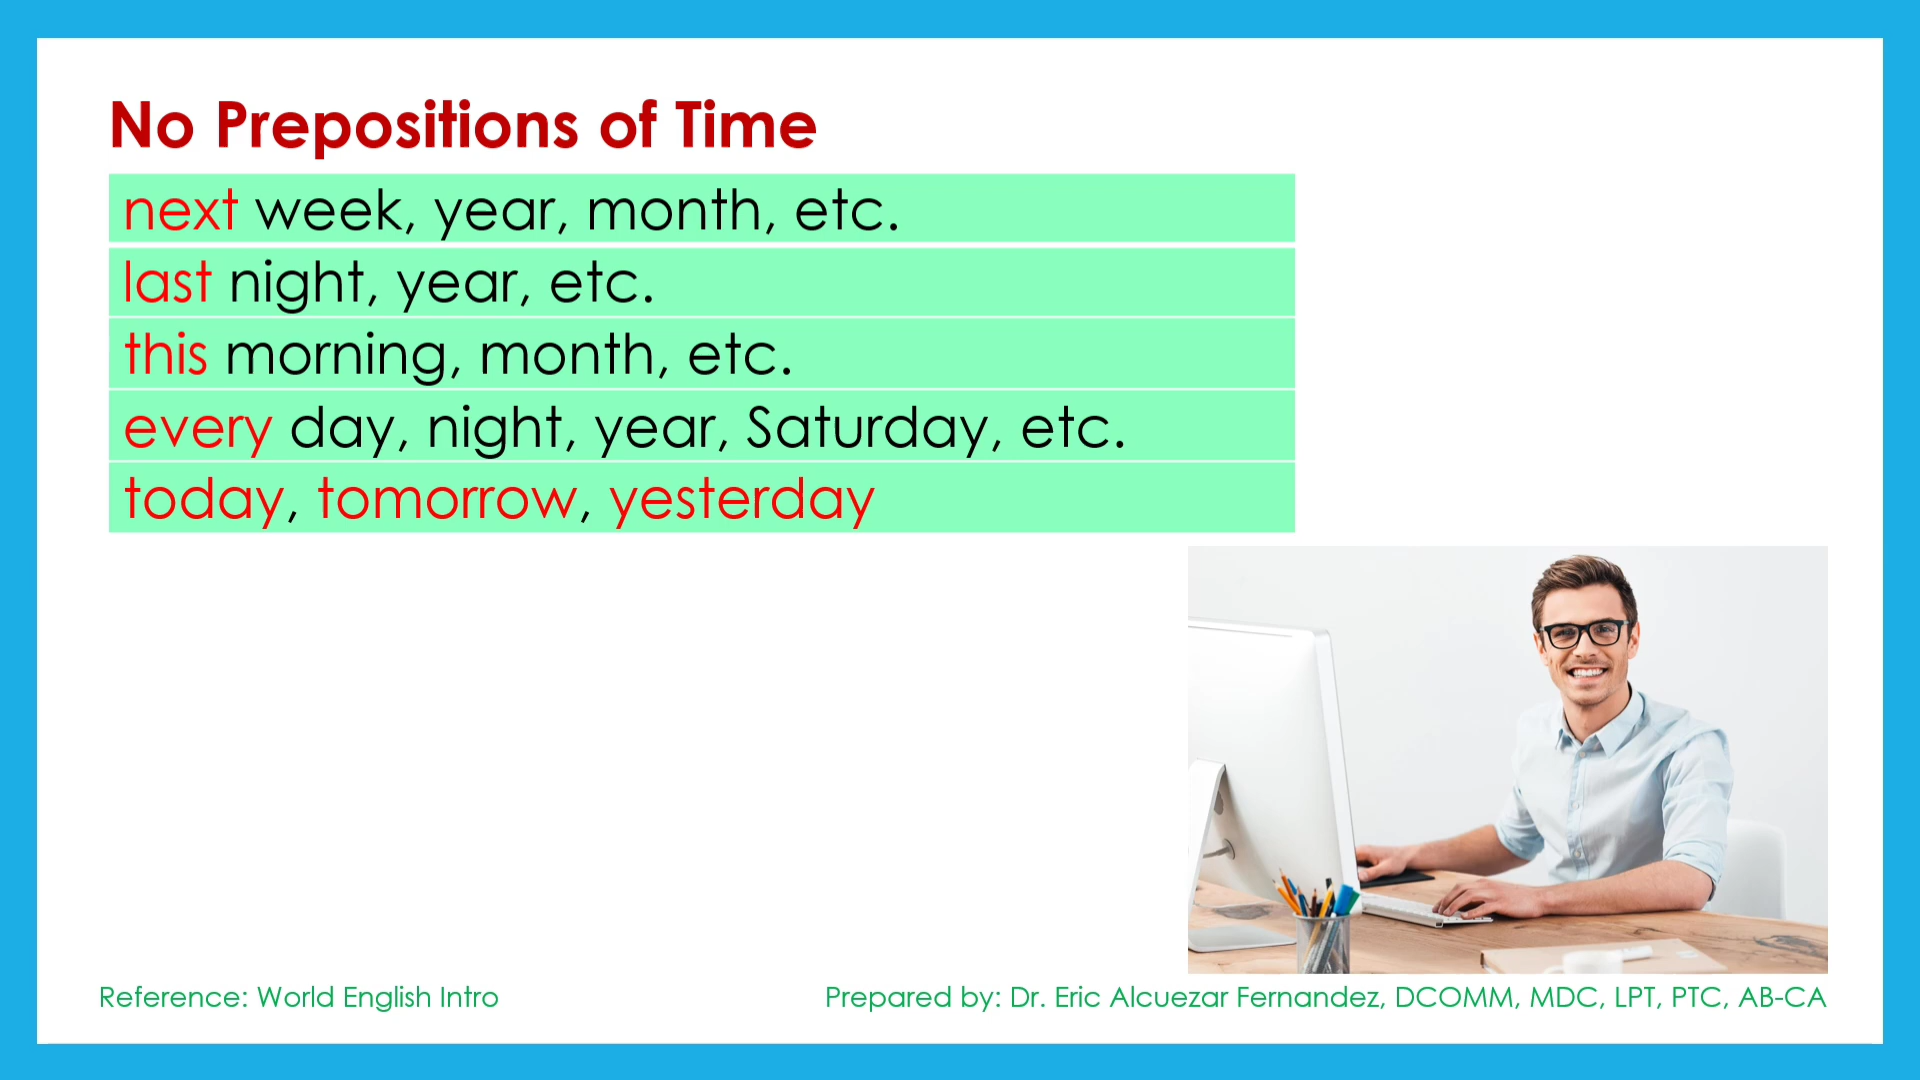 No Prepositions of Time
next week, year, month, etc.
last night, year, etc.
this morning, month, etc.
every day, night, year, Saturday, etc.
today, tomorrow, yesterday
Reference: World English Intro
Prepared by: Dr. Eric Alcuezar Fernandez, DCOMM, MDC, LPT, PTC, AB-CA